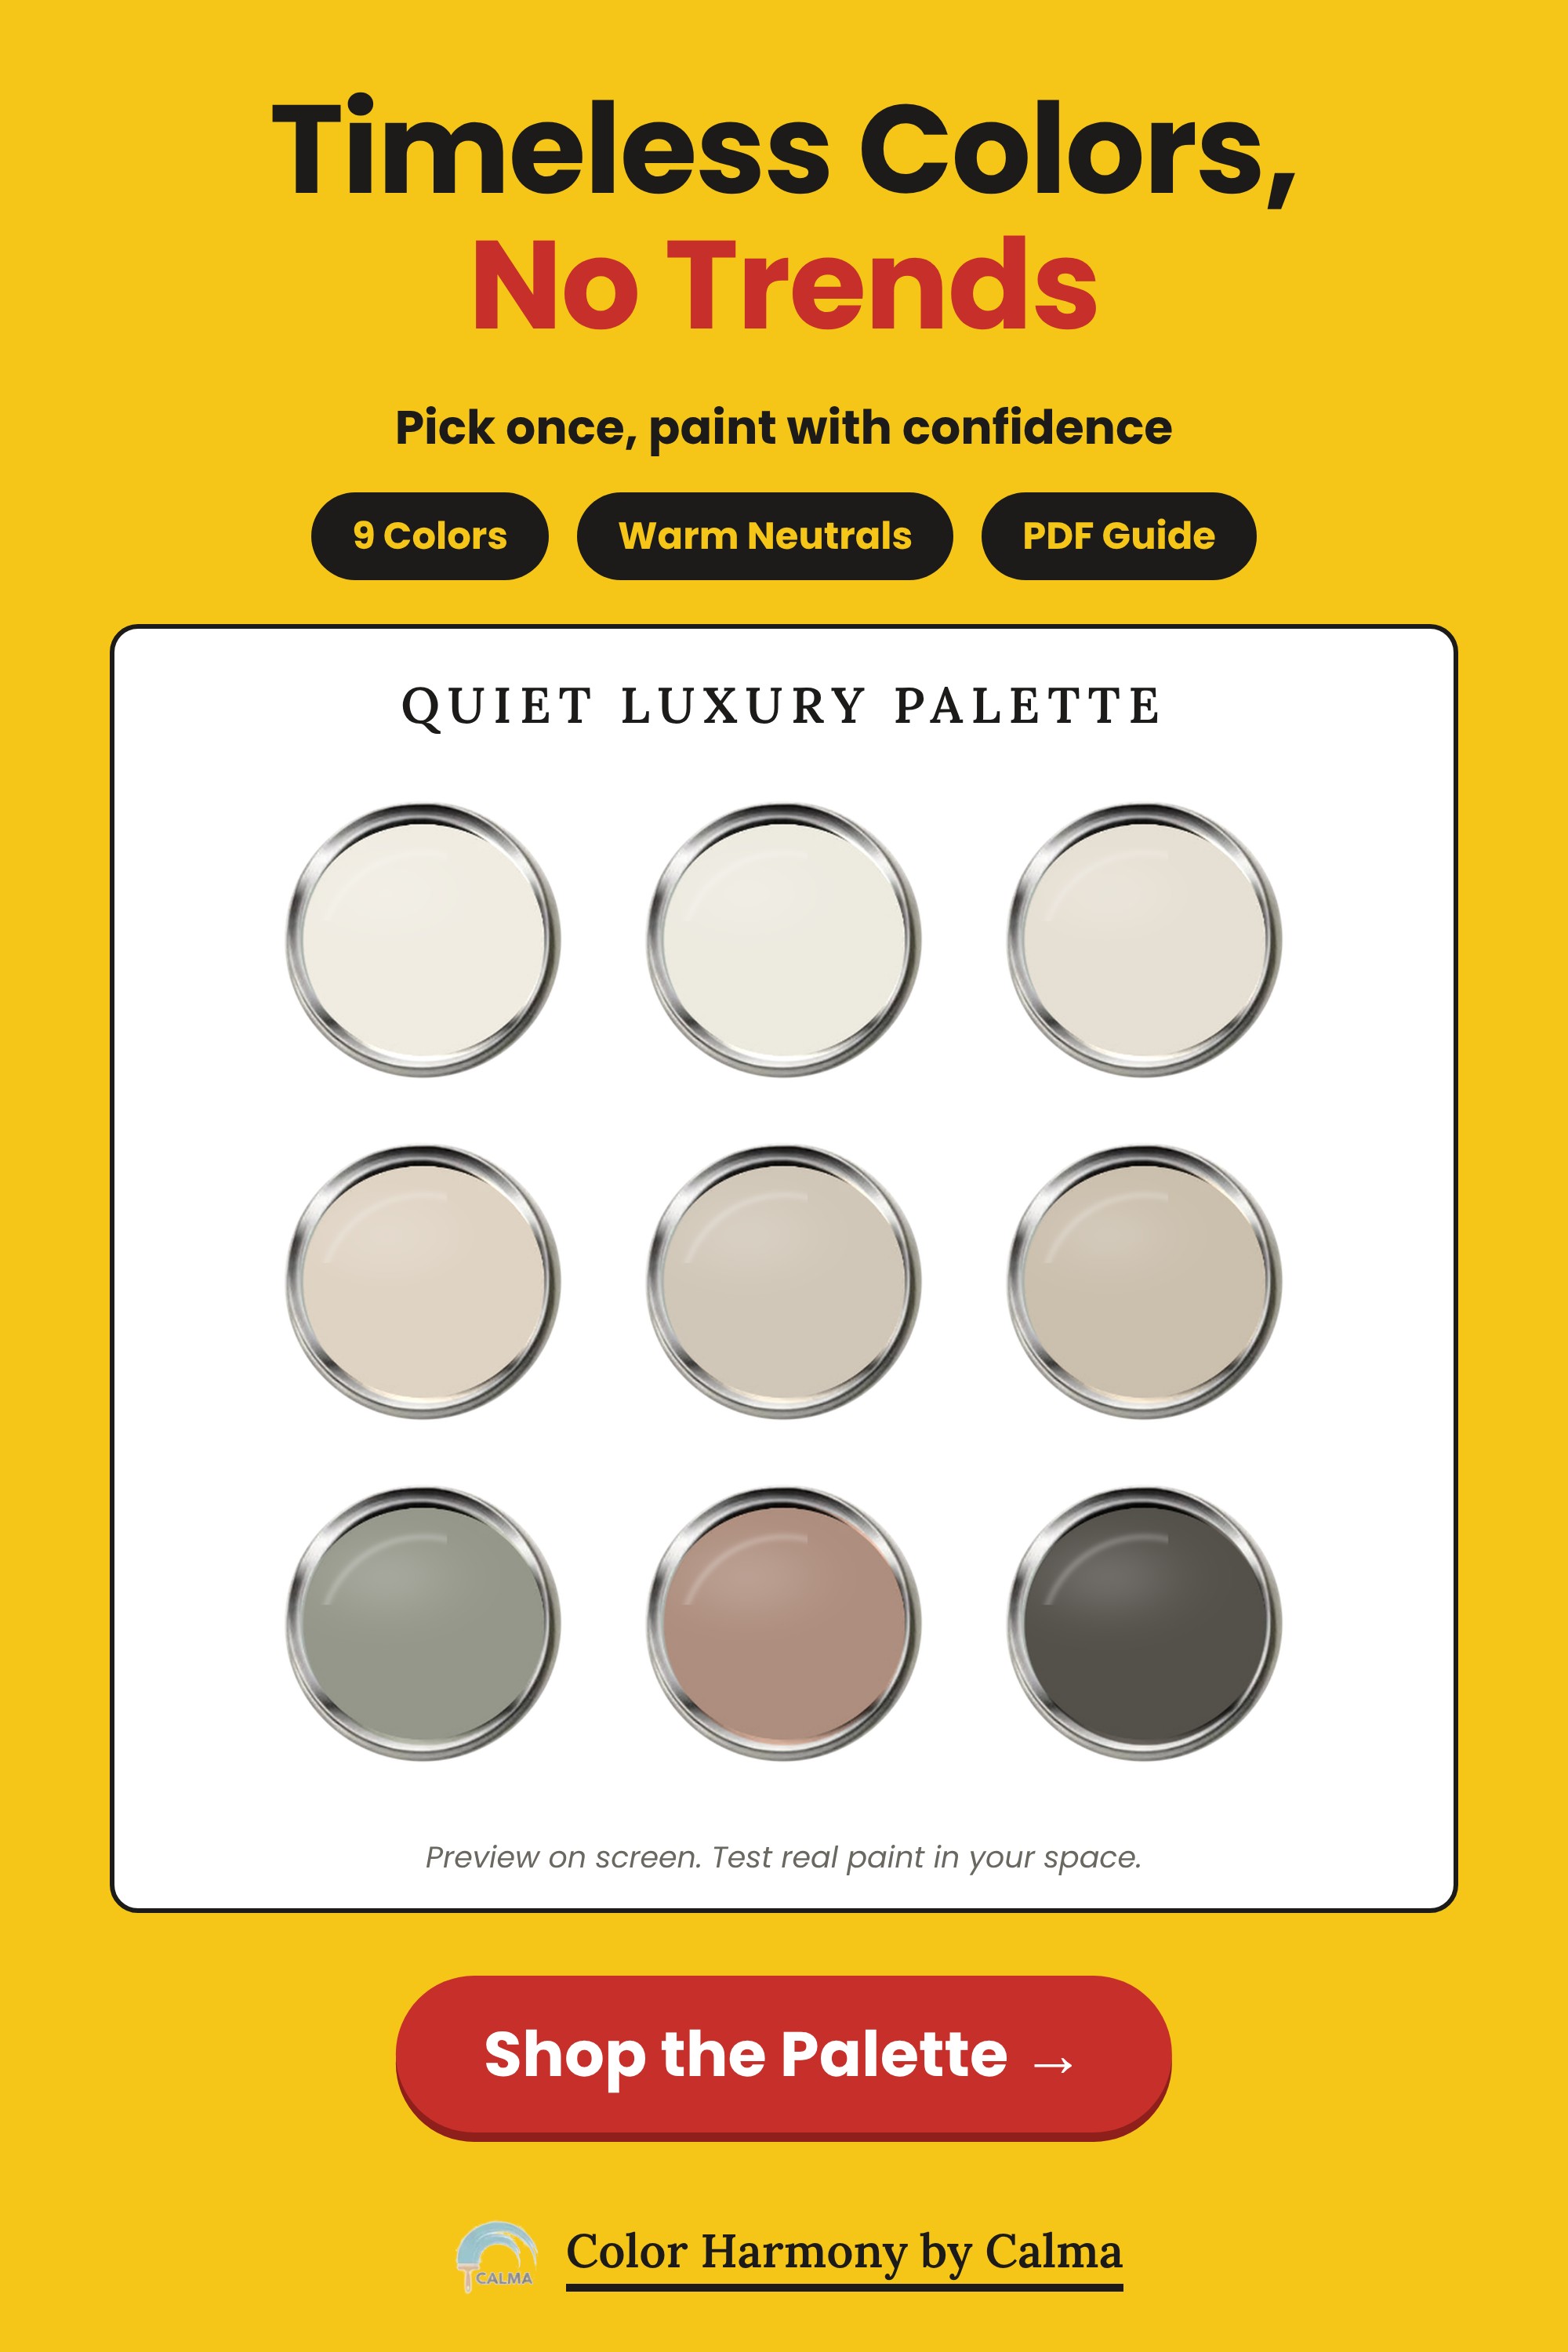 Timeless Colors,
No Trends
Pick once, paint with confidence
9 Colors
Warm Neutrals
PDF Guide
QUIET LUXURY PALETTE
Preview on screen. Test real paint in your space.
Shop the Palette →
CALMA
Color Harmony by Calma